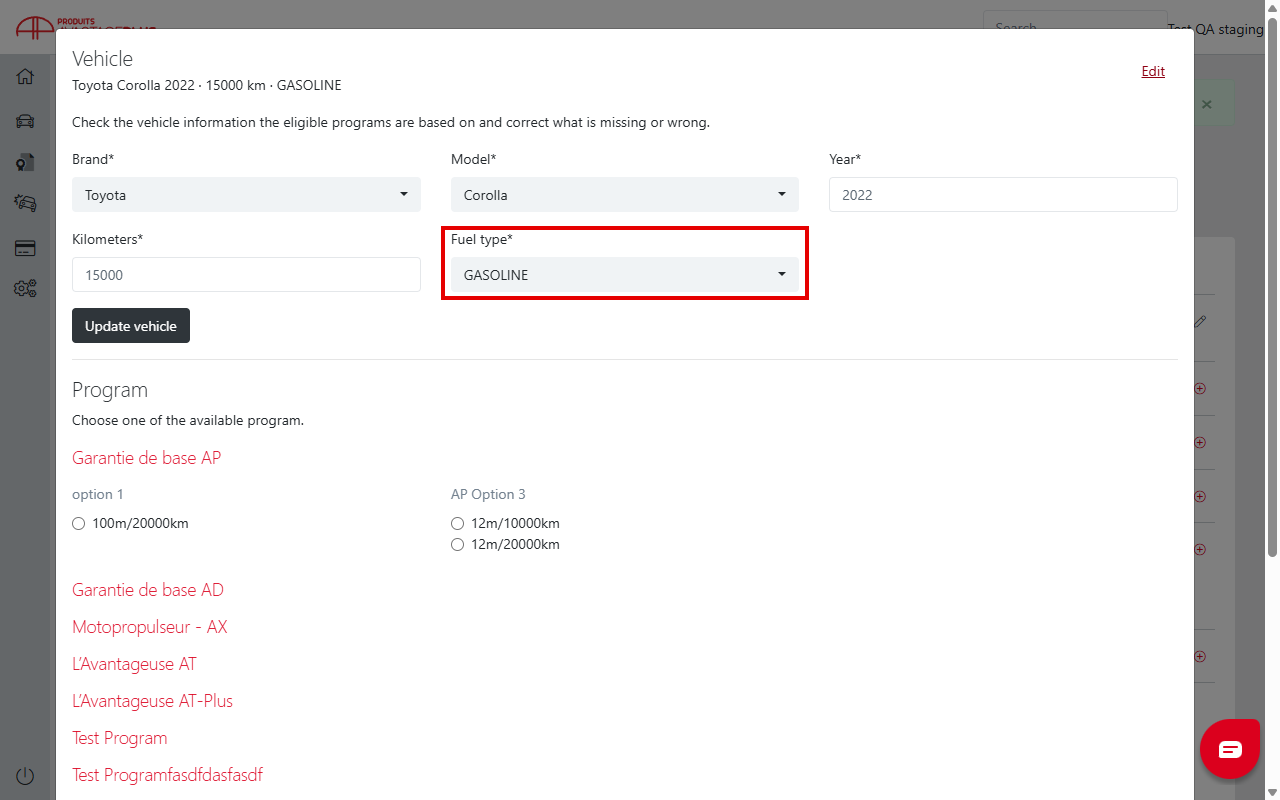 PRODUITS
Search
Test QA staging
Vehicle
Toyota Corolla 2022 · 15000 km · GASOLINE
Edit
Check the vehicle information the eligible programs are based on and correct what is missing or wrong.
Brand* Model* Year*
Toyota Corolla 2022
Kilometers* Fuel type*
15000 GASOLINE
Update vehicle
Program
Choose one of the available program.
Garantie de base AP
option 1 AP Option 3
100m/20000km 12m/10000km
12m/20000km
Garantie de base AD
Motopropulseur - AX
L'Avantageuse AT
L'Avantageuse AT-Plus
Test Program
Test Programfasdfdasfasdf